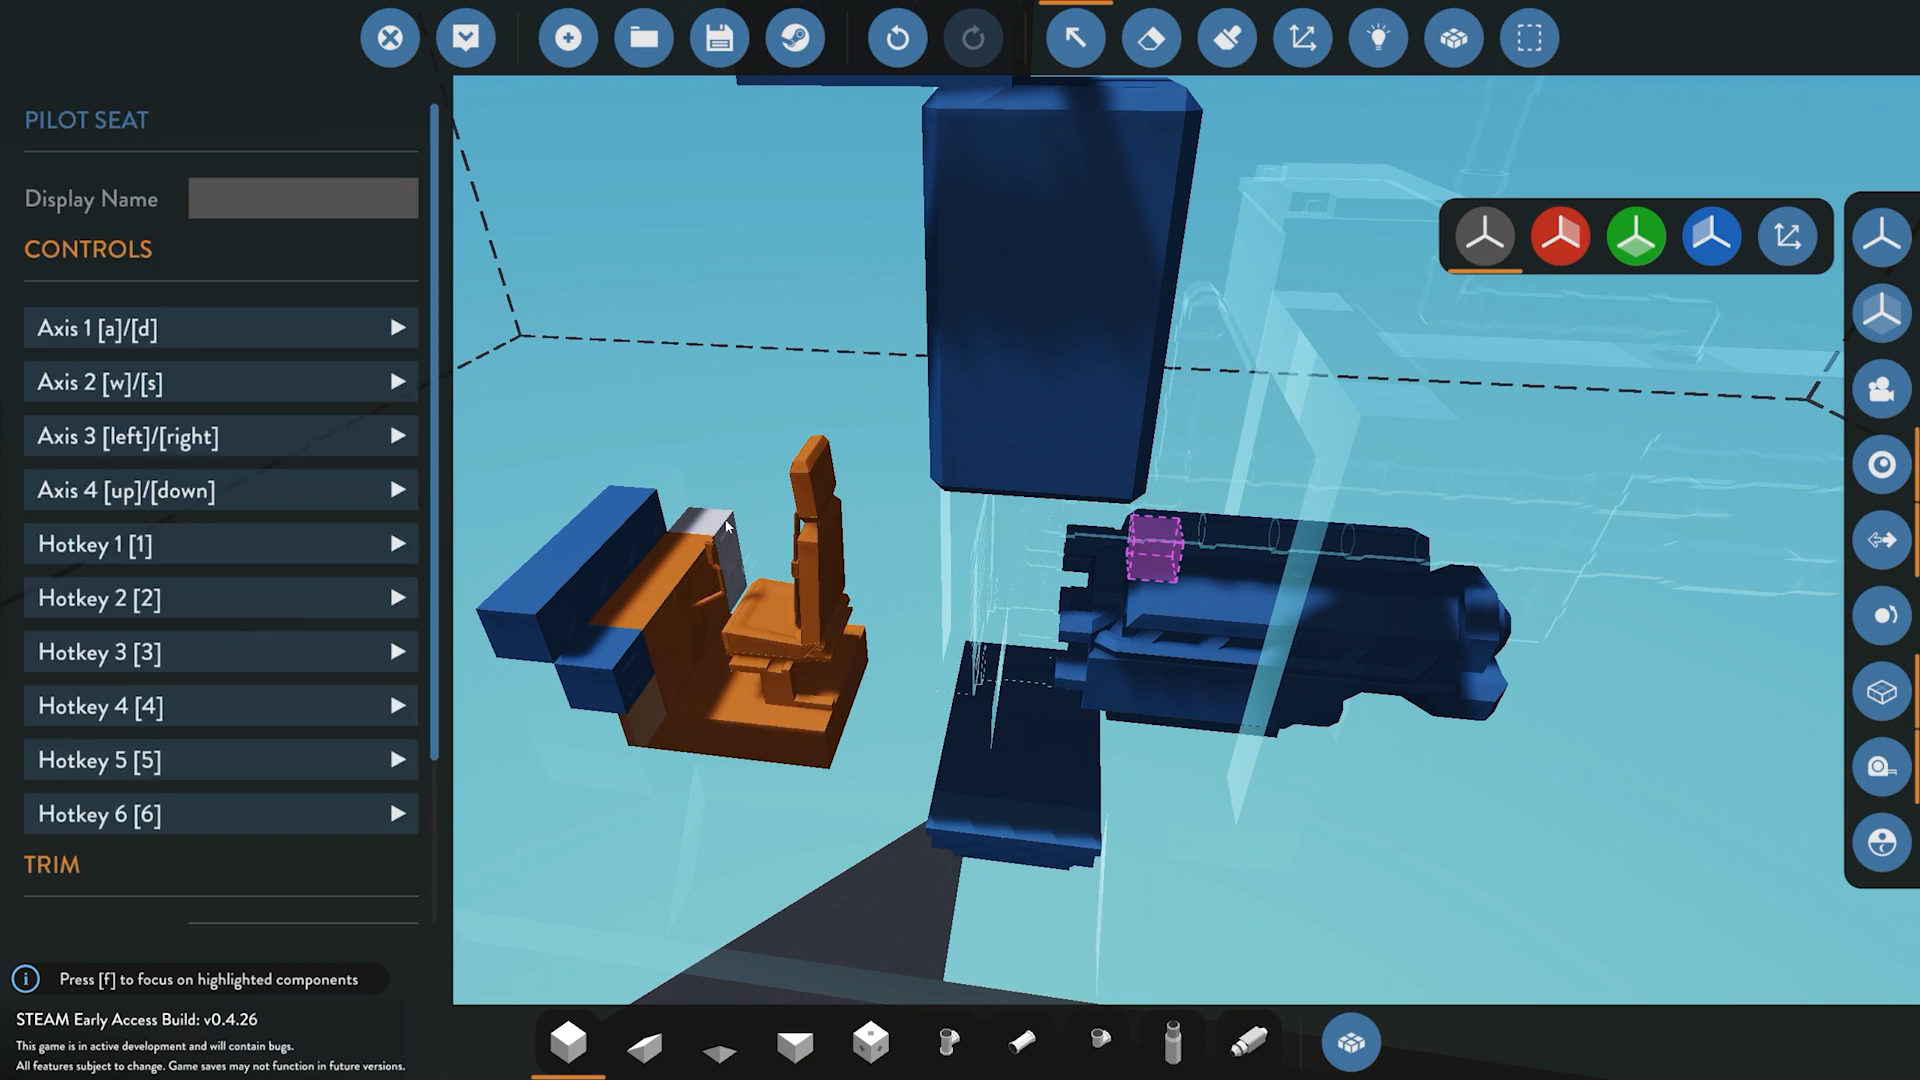 PILOT SEAT
Display Name
CONTROLS
Axis 1 [a]/[d]
Axis 2 [w]/[s]
Axis 3 [left]/[right]
Axis 4 [up]/[down]
Hotkey 1 [1]
Hotkey 2 [2]
Hotkey 3 [3]
Hotkey 4 [4]
Hotkey 5 [5]
Hotkey 6 [6]
TRIM
Press [f] to focus on highlighted components
STEAM Early Access Build: v0.4.26
This game is in active development and will contain bugs.
All features subject to change. Game saves may not function in future versions.